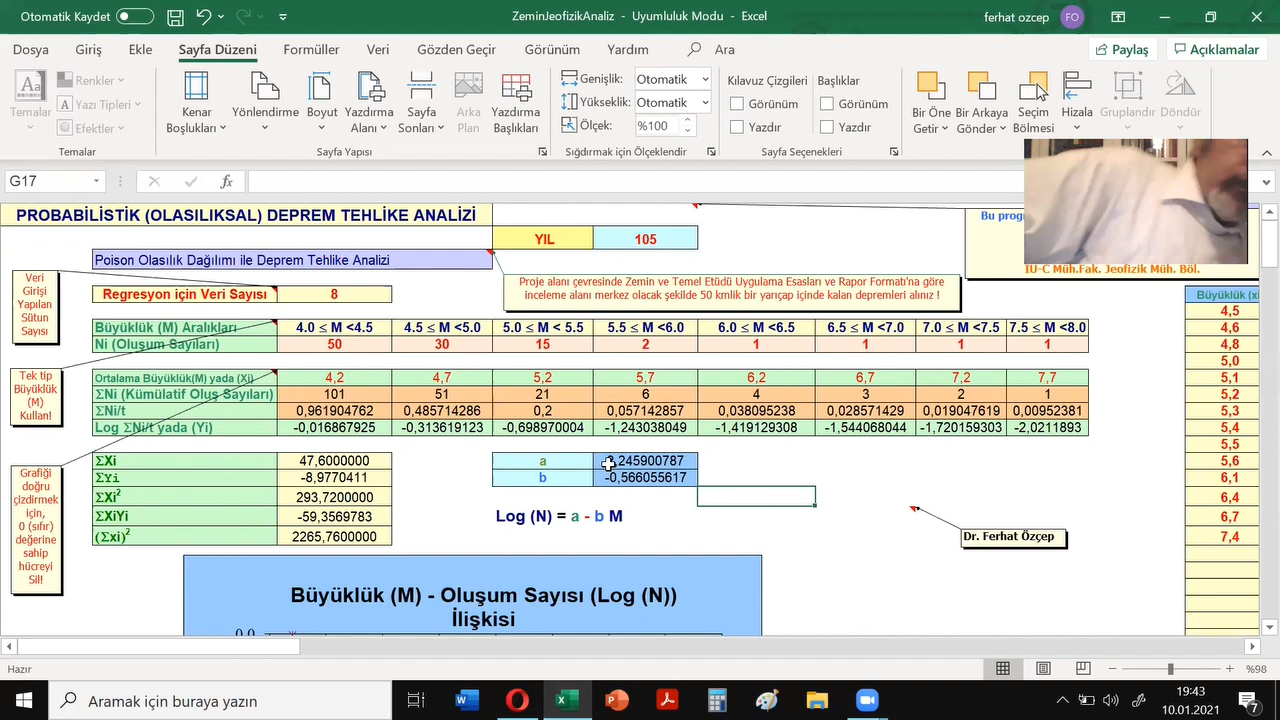 Otomatik Kaydet
ZeminJeofizikAnaliz - Uyumluluk Modu - Excel
ferhat ozcep FO
Dosya Giriş Ekle Sayfa Düzeni Formüller Veri Gözden Geçir Görünüm Yardım Ara Paylaş Açıklamalar
Temalar
Renkler
Yazı Tipleri
Efektler
Temalar
Kenar Boşlukları
Yönlendirme
Boyut
Yazdırma Alanı
Sayfa Sonları
Arka Plan
Yazdırma Başlıkları
Sayfa Yapısı
Genişlik: Otomatik
Yükseklik: Otomatik
Ölçek: %100
Sığdırmak için Ölçeklendir
Kılavuz Çizgileri Başlıklar
Görünüm Görünüm
Yazdır Yazdır
Sayfa Seçenekleri
Bir Öne Getir
Bir Arkaya Gönder
Seçim Bölmesi
Hizala
Gruplandır
Döndür
G17 fx
PROBABİLİSTİK (OLASILIKSAL) DEPREM TEHLİKE ANALİZİ
Bu progr
YIL 105
Poison Olasılık Dağılımı ile Deprem Tehlike Analizi
IU-C Müh.Fak. Jeofizik Müh. Böl.
Veri
Girişi
Yapılan
Sütun
Sayısı
Proje alanı çevresinde Zemin ve Temel Etüdü Uygulama Esasları ve Rapor Formatı'na göre
inceleme alanı merkez olacak şekilde 50 kmlik bir yarıçap içinde kalan depremleri alınız !
Regresyon için Veri Sayısı 8
Büyüklük (M) Aralıkları 4.0 ≤ M <4.5 4.5 ≤ M <5.0 5.0 ≤ M < 5.5 5.5 ≤ M <6.0 6.0 ≤ M <6.5 6.5 ≤ M <7.0 7.0 ≤ M <7.5 7.5 ≤ M <8.0
Ni (Oluşum Sayıları) 50 30 15 2 1 1 1 1
Tek tip
Büyüklük
(M)
Kullan!
Ortalama Büyüklük(M) yada (Xi) 4,2 4,7 5,2 5,7 6,2 6,7 7,2 7,7
ΣNi (Kümülatif Oluş Sayıları) 101 51 21 6 4 3 2 1
ΣNi/t 0,961904762 0,485714286 0,2 0,057142857 0,038095238 0,028571429 0,019047619 0,00952381
Log ΣNi/t yada (Yi) -0,016867925 -0,313619123 -0,698970004 -1,243038049 -1,419129308 -1,544068044 -1,720159303 -2,0211893
Grafiği
doğru
çizdirmek
için,
0 (sıfır)
değerine
sahip
hücreyi
Sil!
ΣXi 47,6000000
ΣYi -8,9770411
ΣXi² 293,7200000
ΣXiYi -59,3569783
(Σxi)² 2265,7600000
a ,245900787
b -0,566055617
Log (N) = a - b M
Dr. Ferhat Özçep
Büyüklük (M) - Oluşum Sayısı (Log (N))
İlişkisi
0.0
Büyüklük (xi
4,5
4,6
4,8
5,0
5,1
5,2
5,3
5,4
5,5
5,6
6,1
6,4
6,7
7,4
Hazır
%98
Aramak için buraya yazın
19:43
10.01.2021
7